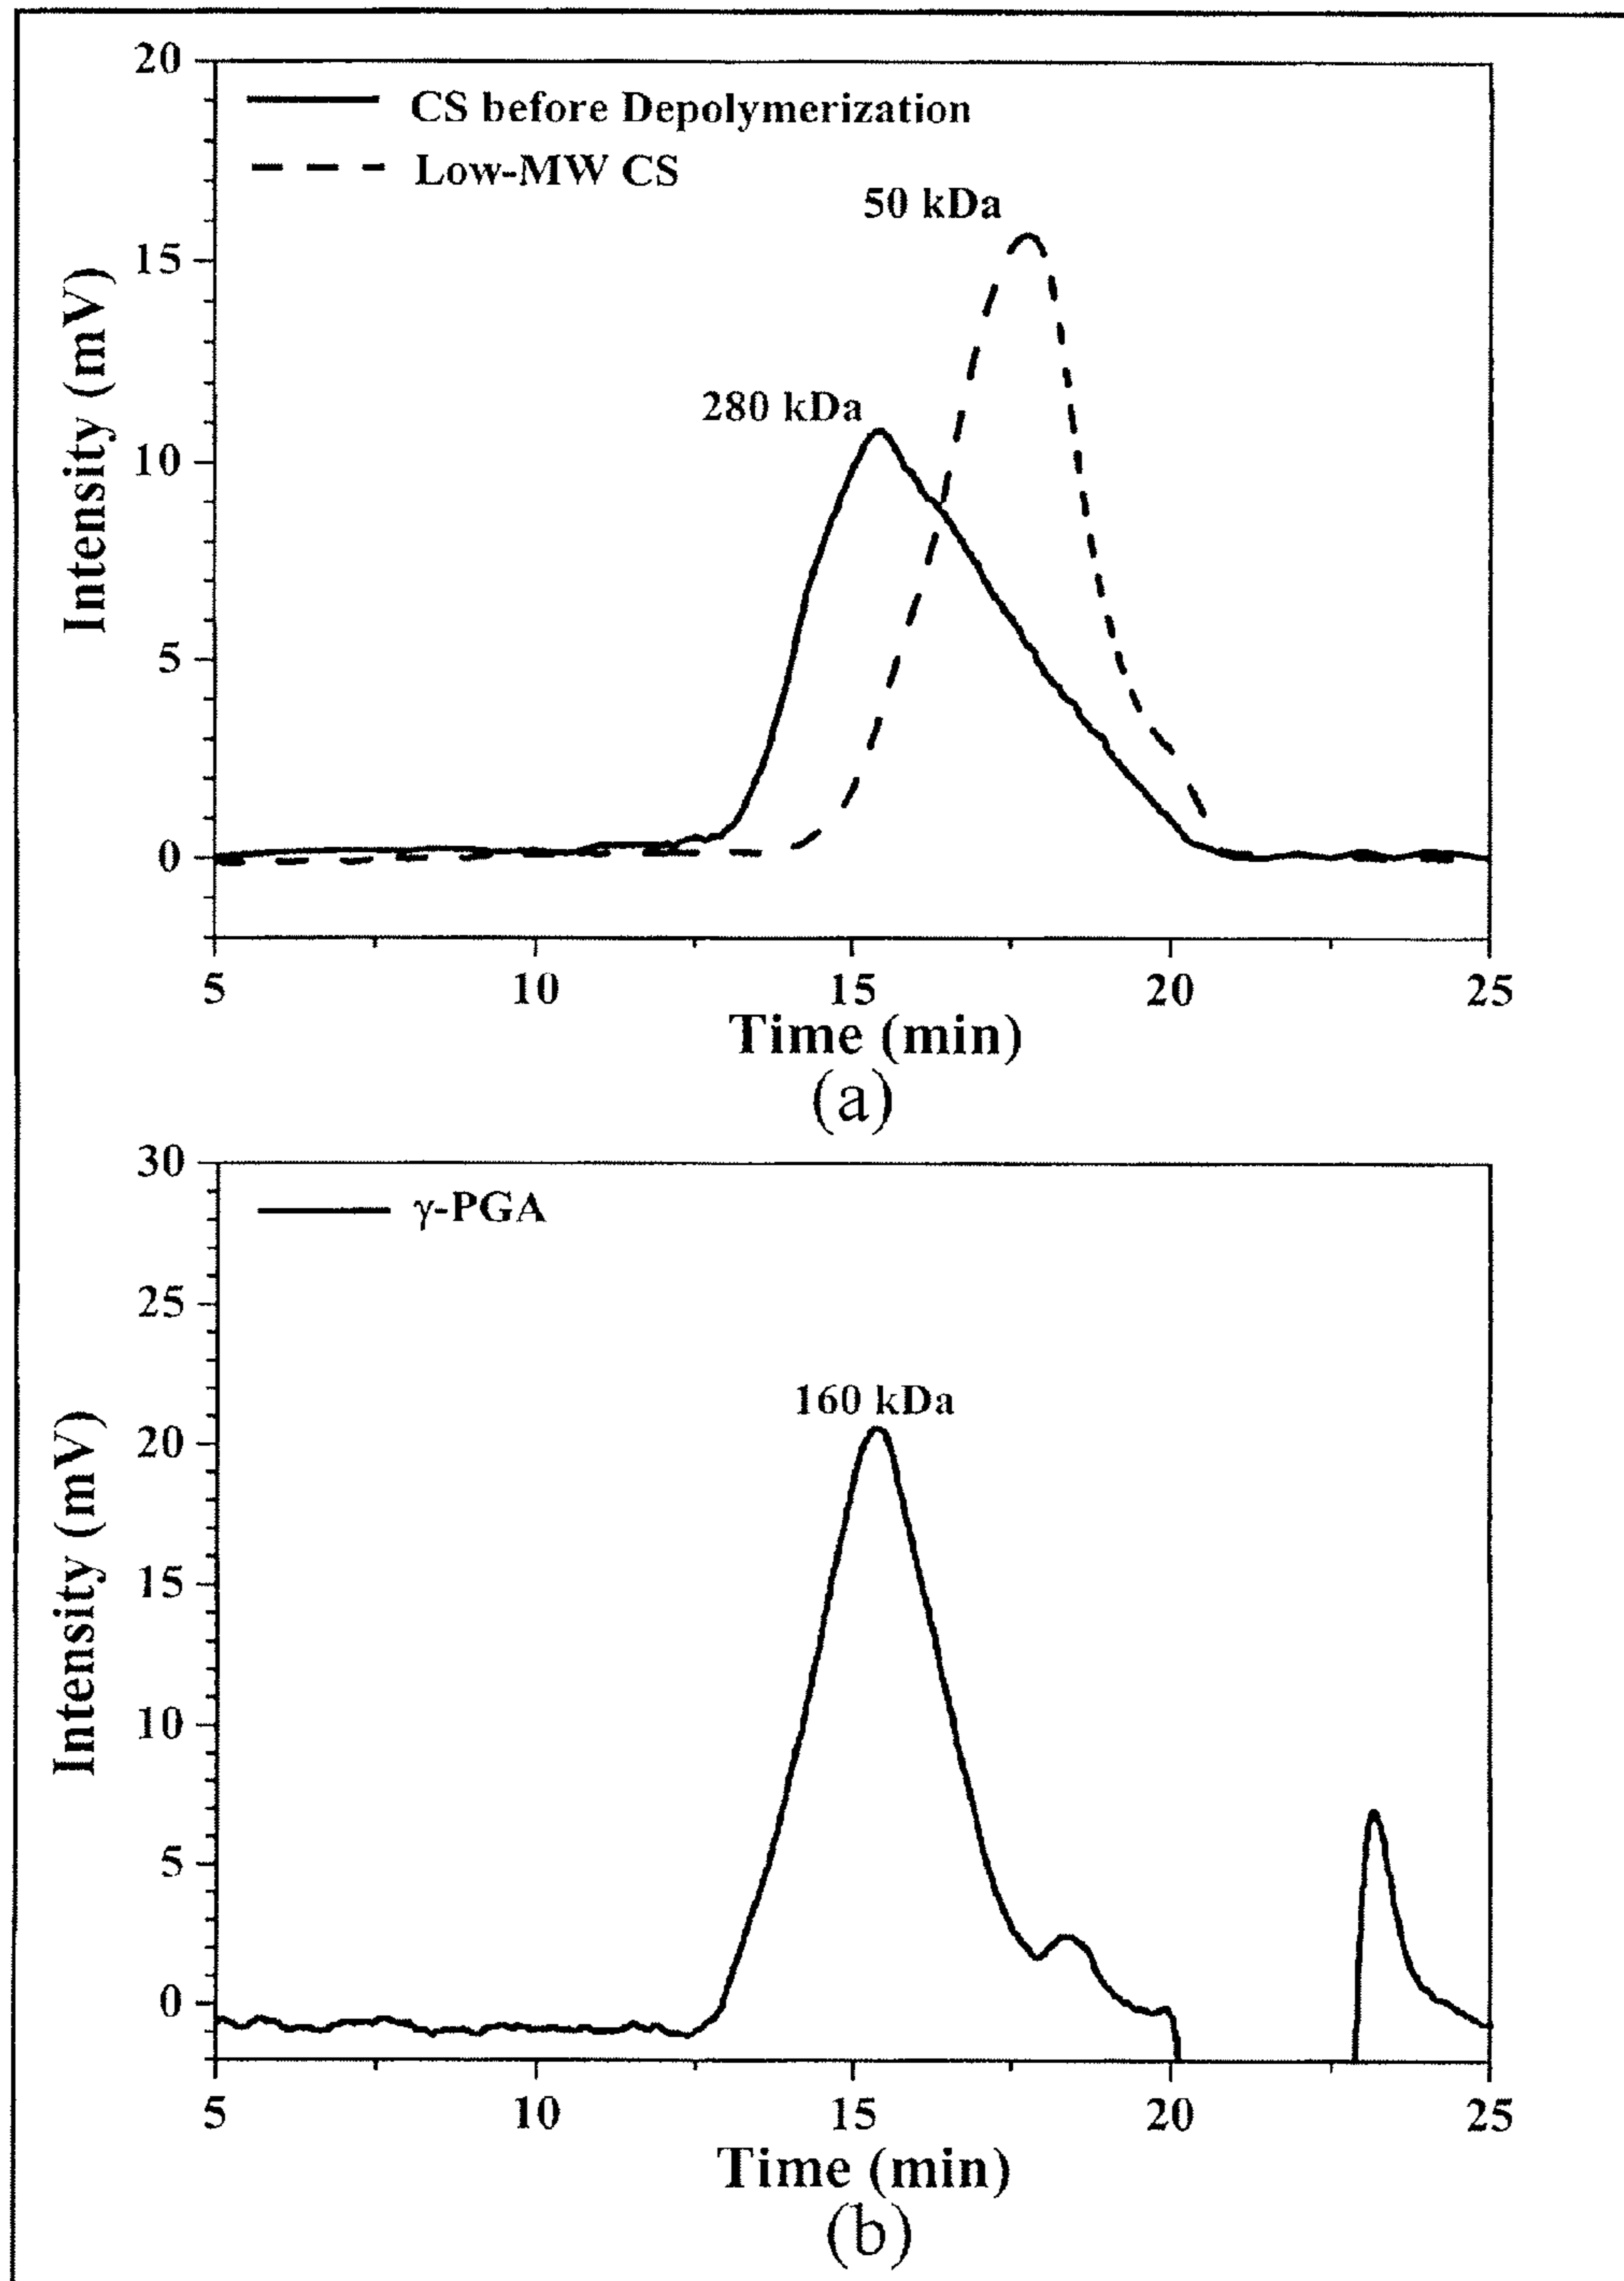 20
CS before Depolymerization
Low-MW CS
50 kDa
15
280 kDa
10
5
0
Intensity (mV)
5 10 15 20 25
Time (min)
(a)
30
γ-PGA
25
160 kDa
20
15
10
5
0
Intensity (mV)
5 10 15 20 25
Time (min)
(b)